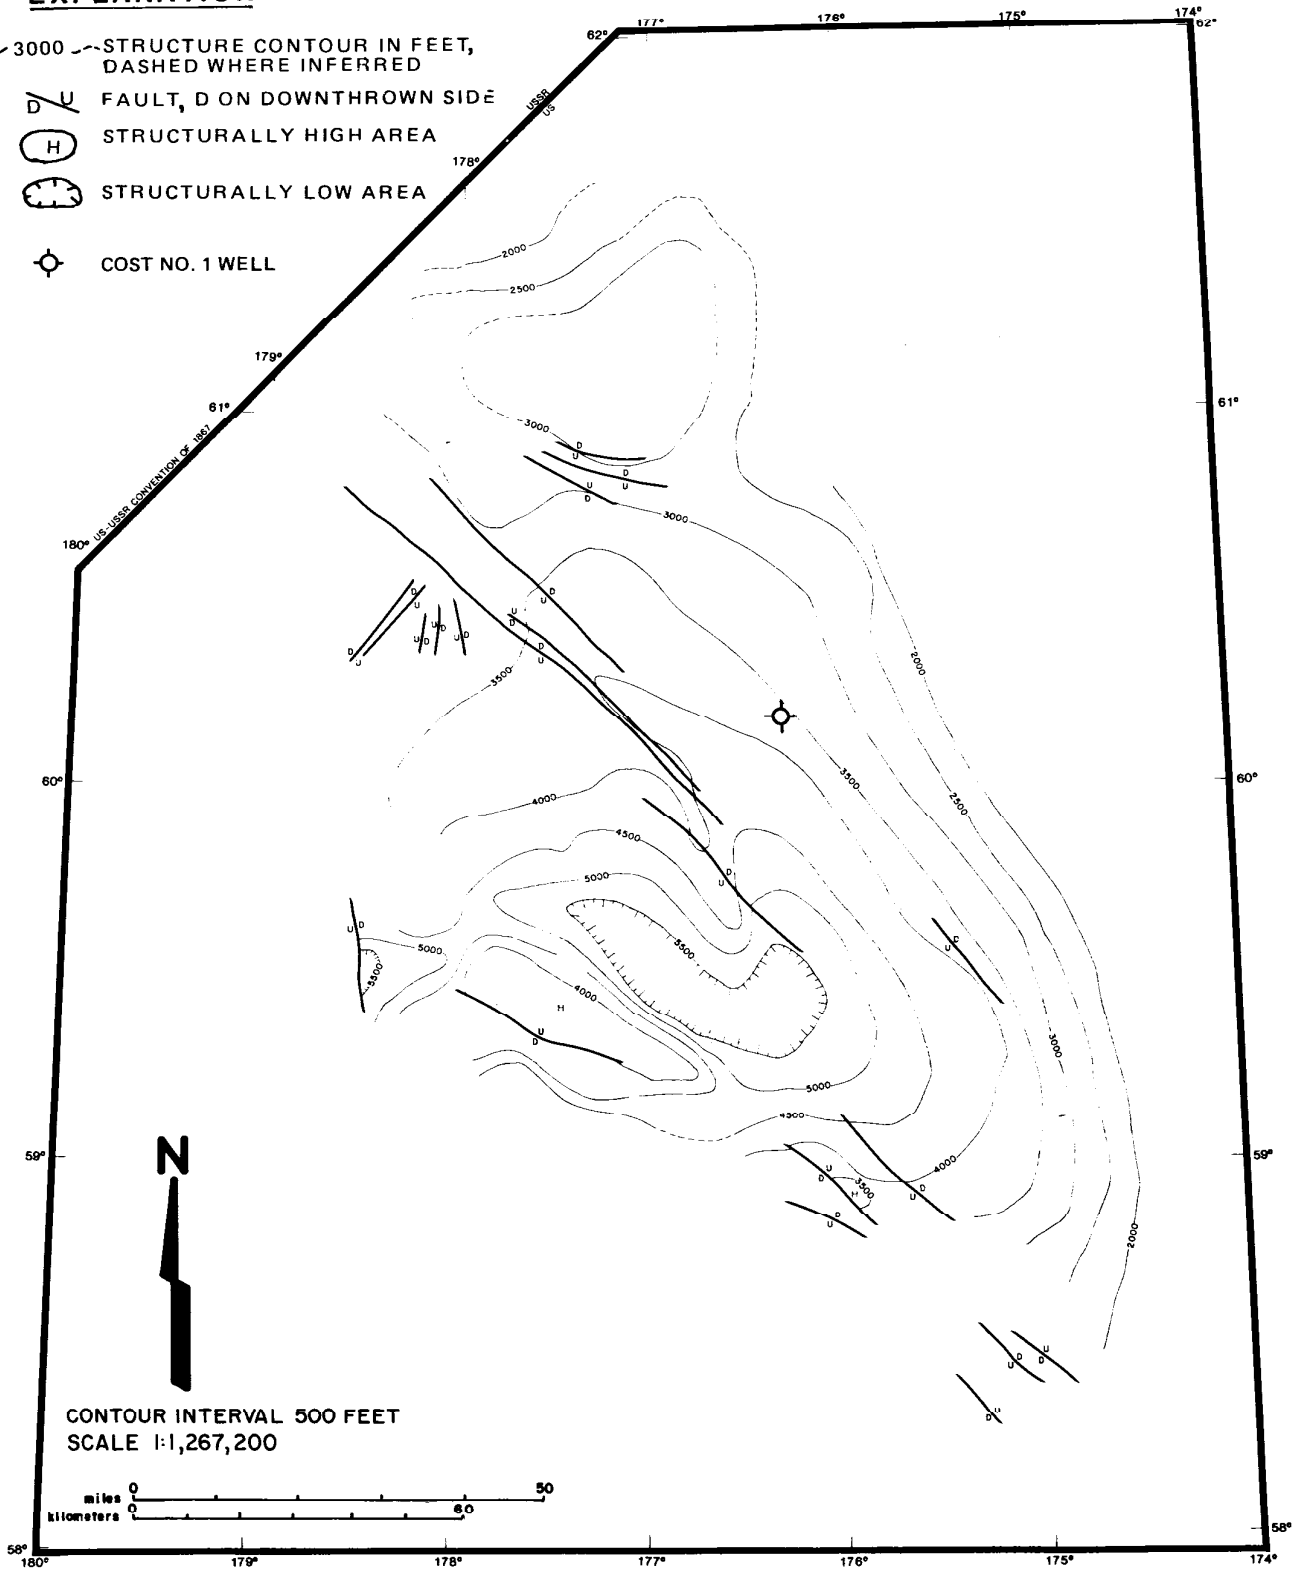 3000 STRUCTURE CONTOUR IN FEET,
DASHED WHERE INFERRED
D U FAULT, D ON DOWNTHROWN SIDE
H STRUCTURALLY HIGH AREA
STRUCTURALLY LOW AREA
COST NO. 1 WELL
177° 176° 175° 174°
62° 62°
USSR
US
178°
179°
61° 61°
US-USSR CONVENTION OF 1867
180°
2000
2500
3000
D
U
D
U
U
D
3000
D
U
D
U
U
D
U
D
D
U
U
D
U
D
U
D
D
U
2000
3500
3500
60° 60°
2500
4000
4500
5000
D
U
U D
5000
5500
5500
D
U
4000
H
U
D
3000
5000
4500
59° 59°
4000
U
D
3500
H
D
U
D
U
2000
N
U
D
D
U
U
D
CONTOUR INTERVAL 500 FEET
SCALE 1:1,267,200
0 50
miles
kilometers
0 60
58° 58°
180° 179° 178° 177° 176° 175° 174°